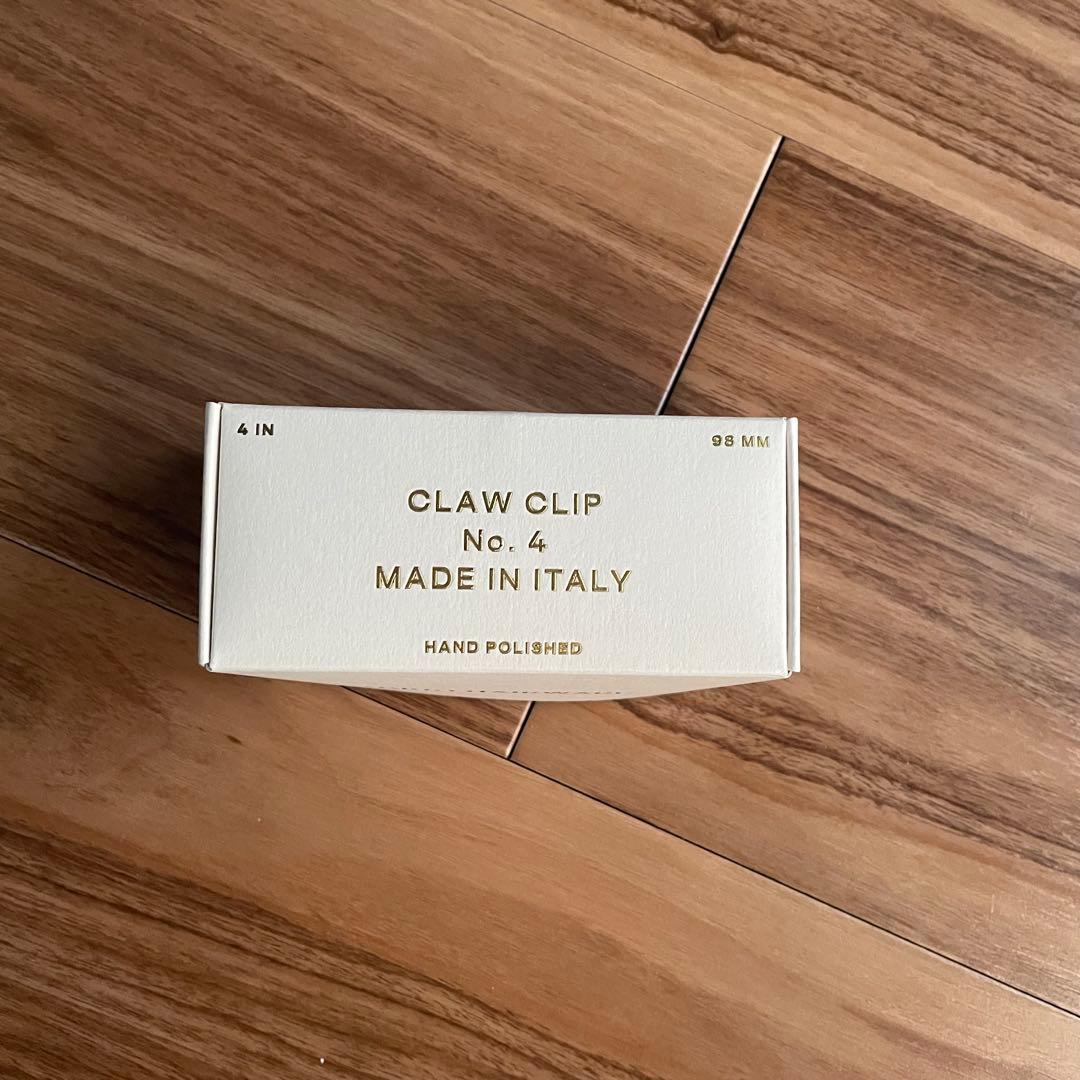 4 IN
98 MM
CLAW CLIP
No. 4
MADE IN ITALY
HAND POLISHED